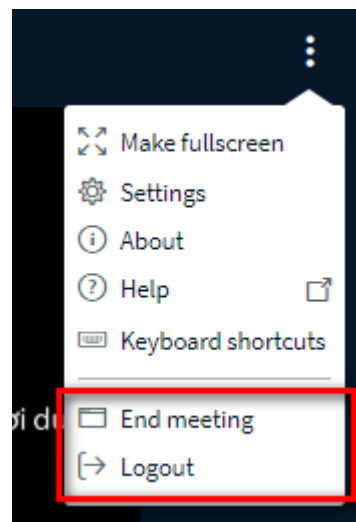 Make fullscreen
Settings
About
Help
Keyboard shortcuts
End meeting
Logout